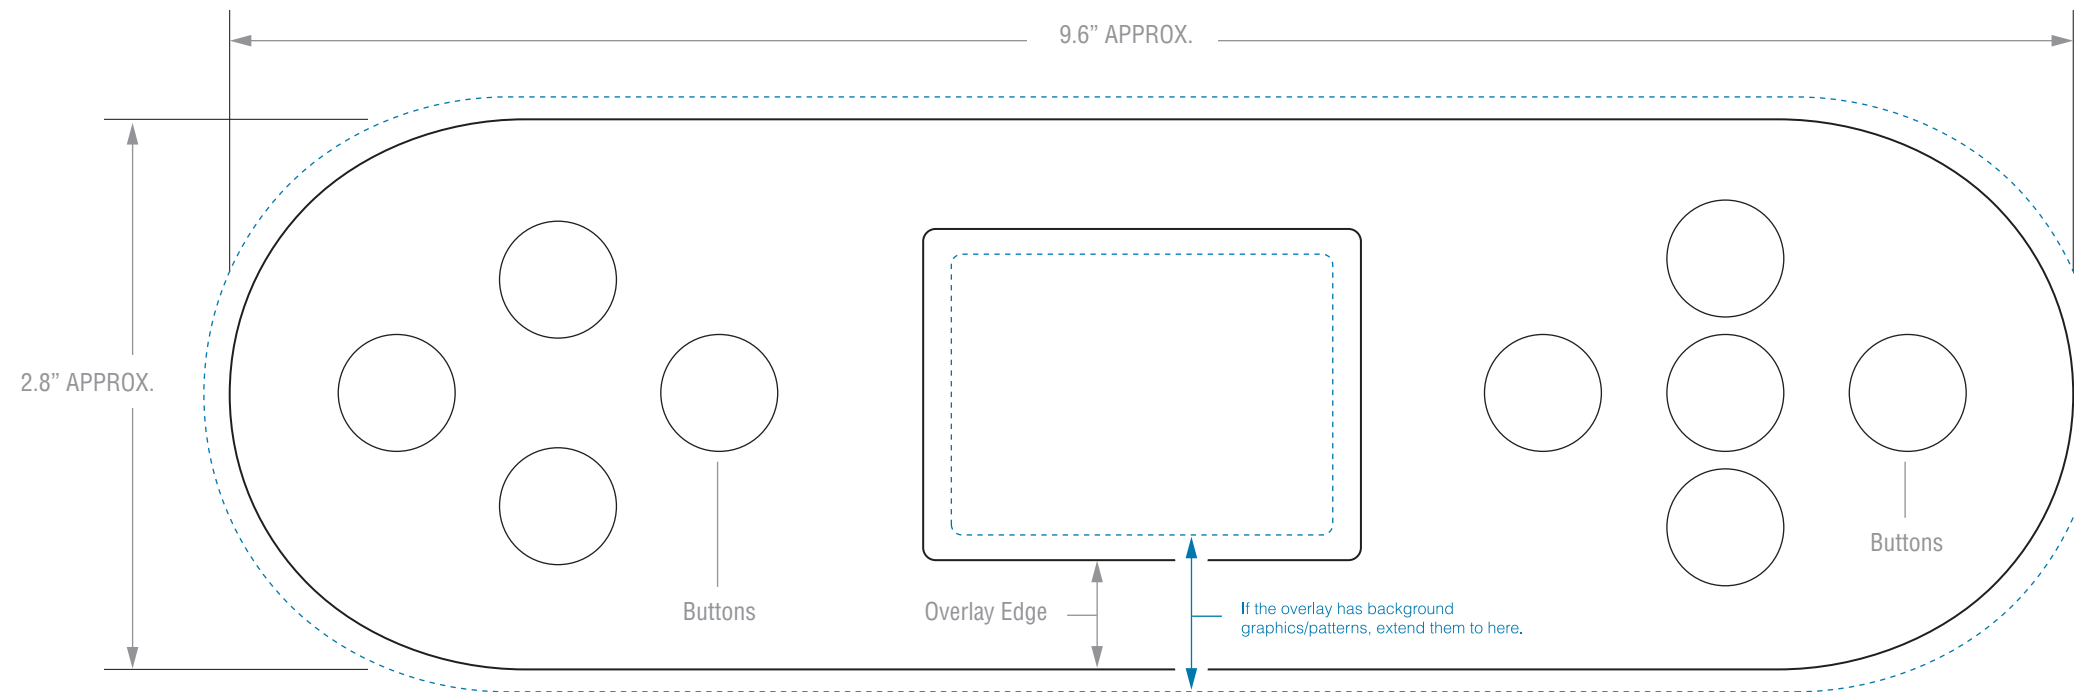 9.6” APPROX.
2.8” APPROX.
Buttons
Buttons
Overlay Edge
If the overlay has background
graphics/patterns, extend them to here.